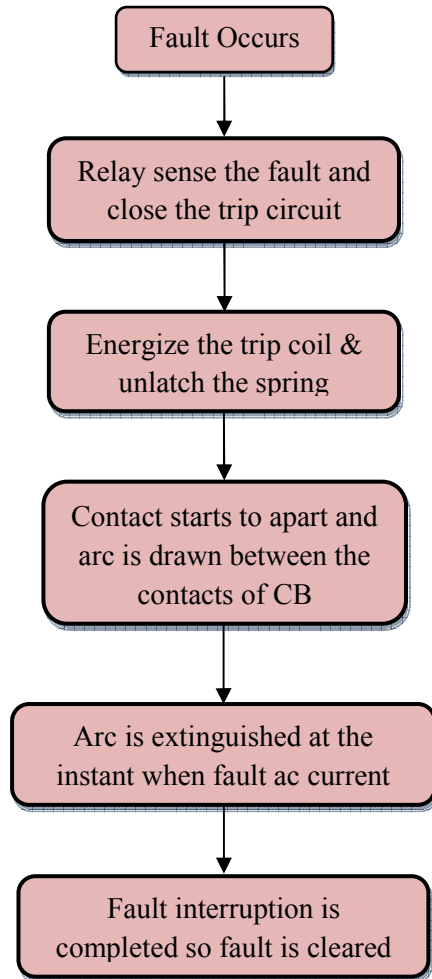 Fault Occurs
Relay sense the fault and
close the trip circuit
Energize the trip coil &
unlatch the spring
Contact starts to apart and
arc is drawn between the
contacts of CB
Arc is extinguished at the
instant when fault ac current
Fault interruption is
completed so fault is cleared